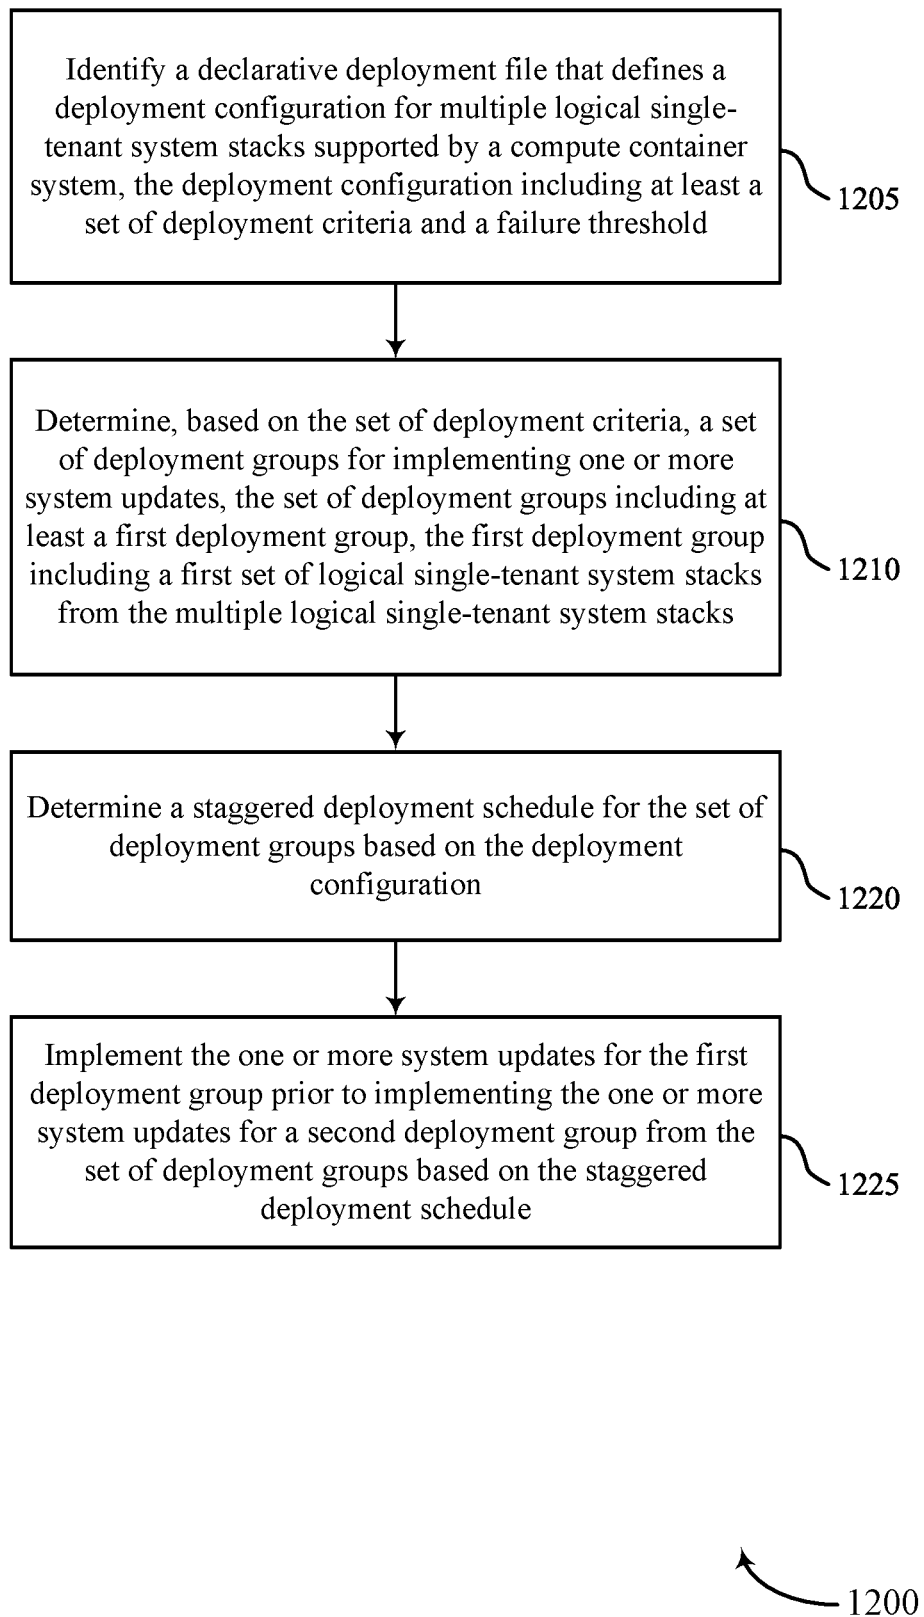 Identify a declarative deployment file that defines a
deployment configuration for multiple logical single-
tenant system stacks supported by a compute container
system, the deployment configuration including at least a
set of deployment criteria and a failure threshold
1205
Determine, based on the set of deployment criteria, a set
of deployment groups for implementing one or more
system updates, the set of deployment groups including at
least a first deployment group, the first deployment group
including a first set of logical single-tenant system stacks
from the multiple logical single-tenant system stacks
1210
Determine a staggered deployment schedule for the set of
deployment groups based on the deployment
configuration
1220
Implement the one or more system updates for the first
deployment group prior to implementing the one or more
system updates for a second deployment group from the
set of deployment groups based on the staggered
deployment schedule
1225
1200